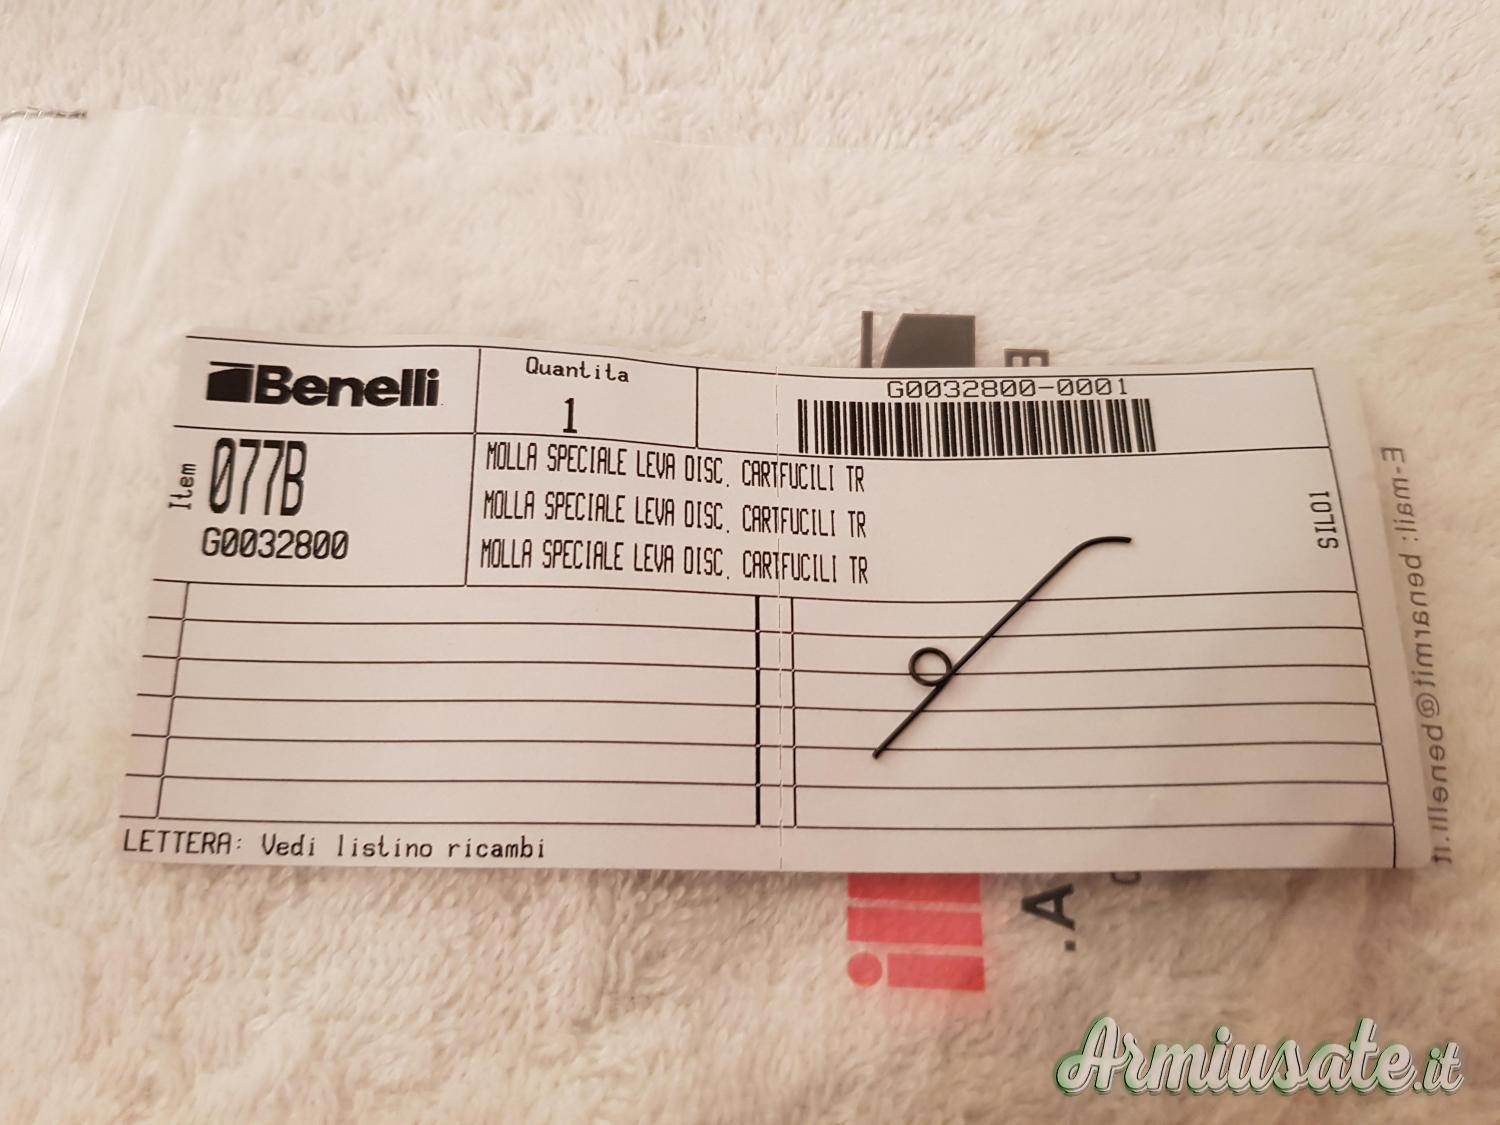 Benelli
Quantita
1
G0032800-0001
Item
077B
G0032800
MOLLA SPECIALE LEVA DISC. CARTFUCILI TR
MOLLA SPECIALE LEVA DISC. CARTFUCILI TR
MOLLA SPECIALE LEVA DISC. CARTFUCILI TR
SIL01
LETTERA: Vedi listino ricambi
E-mail: benarmit@benelli.it
Armiusate.it